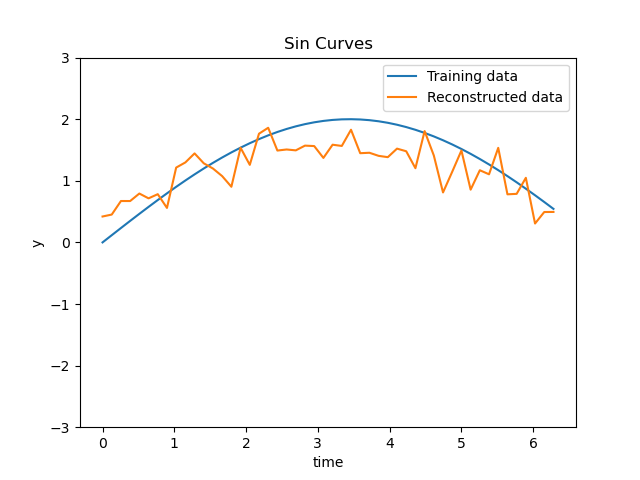 Sin Curves
Training data
Reconstructed data
3
2
1
0
−1
−2
−3
y
0 1 2 3 4 5 6
time